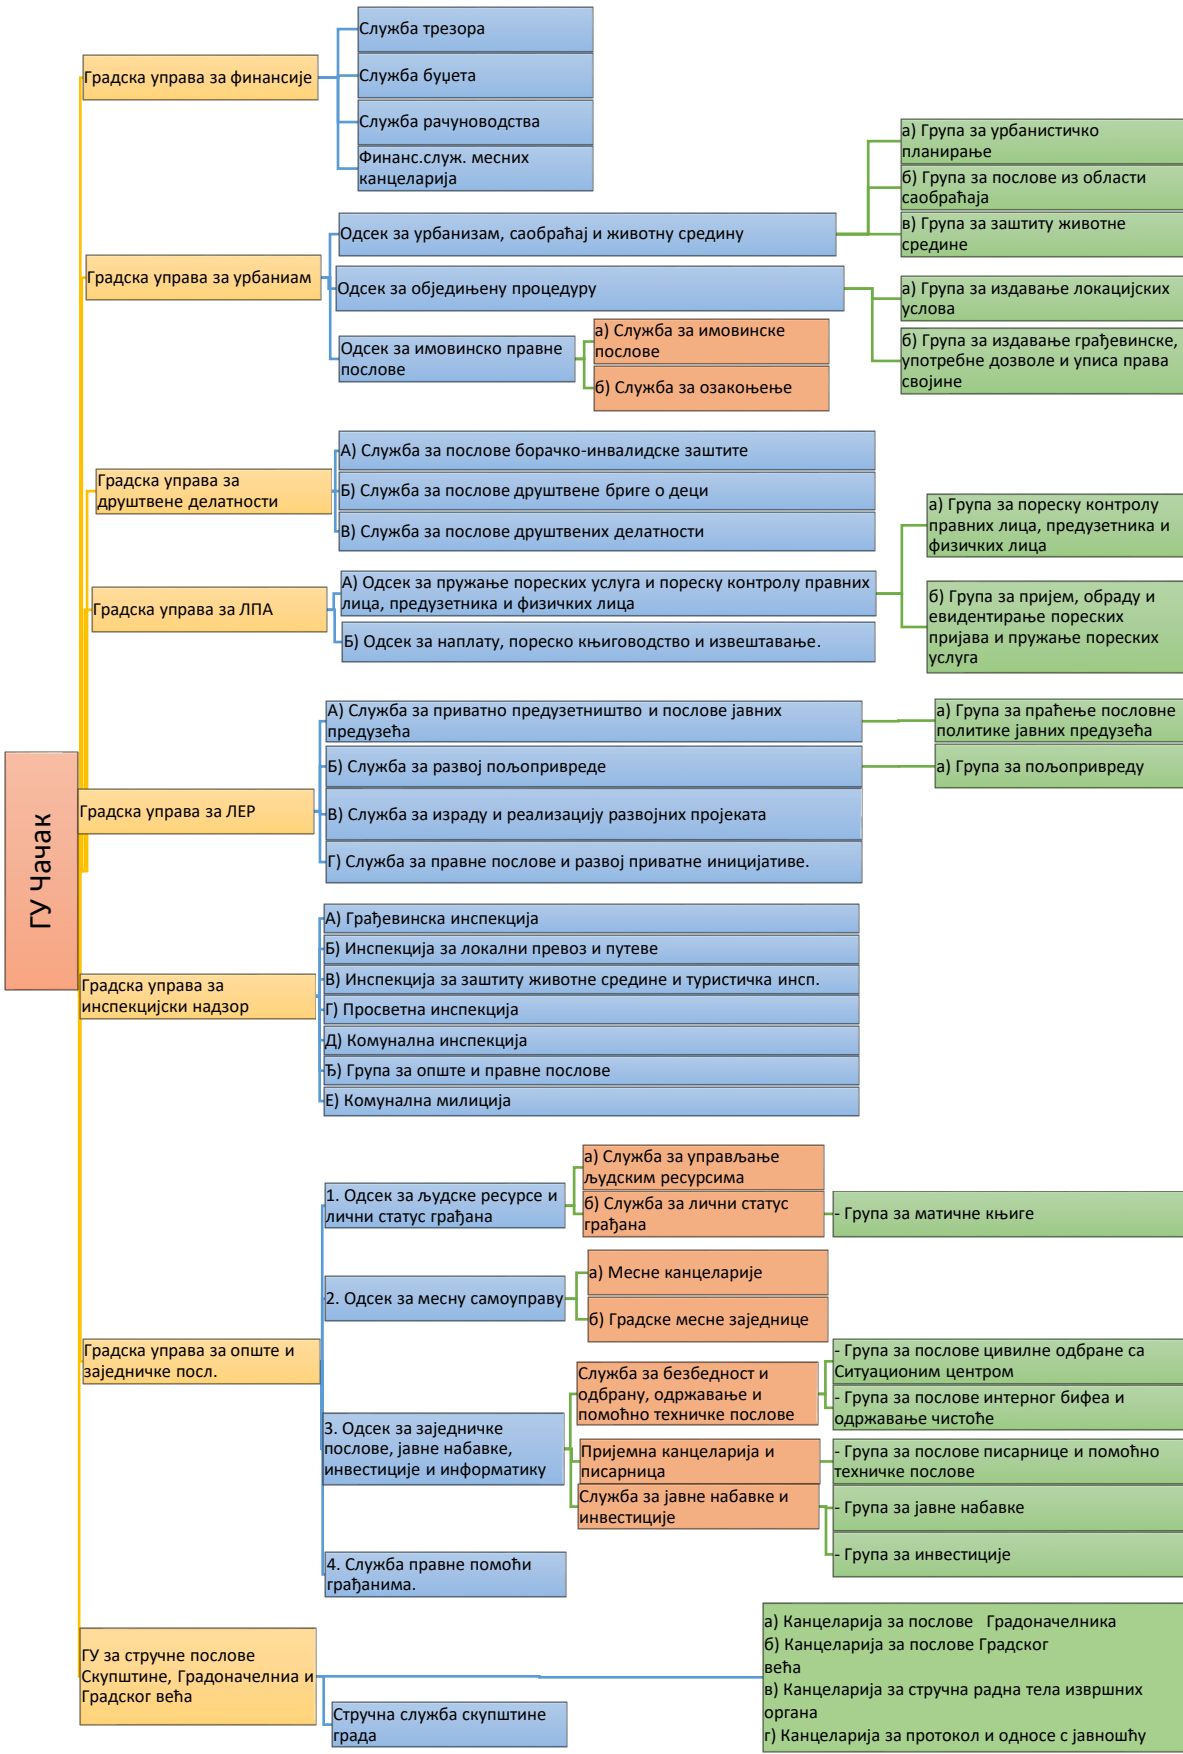 ГУ Чачак
Градска управа за финансије
Служба трезора
Служба буџета
Служба рачуноводства
Финанс.служ. месних
канцеларија
Градска управа за урбаниам
Одсек за урбанизам, саобраћај и животну средину
а) Група за урбанистичко
планирање
б) Група за послове из области
саобраћаја
в) Група за заштиту животне
средине
Одсек за обједињену процедуру
а) Група за издавање локацијских
услова
б) Група за издавање грађевинске,
употребне дозволе и уписа права
својине
Одсек за имовинско правне
послове
а) Служба за имовинске
послове
б) Служба за озакоњење
Градска управа за
друштвене делатности
А) Служба за послове борачко-инвалидске заштите
Б) Служба за послове друштвене бриге о деци
В) Служба за послове друштвених делатности
Градска управа за ЛПА
А) Одсек за пружање пореских услуга и пореску контролу правних
лица, предузетника и физичких лица
а) Група за пореску контролу
правних лица, предузетника и
физичких лица
б) Група за пријем, обраду и
евидентирање пореских
пријава и пружање пореских
услуга
Б) Одсек за наплату, пореско књиговодство и извештавање.
Градска управа за ЛЕР
А) Служба за приватно предузетништво и послове јавних
предузећа
а) Група за праћење пословне
политике јавних предузећа
Б) Служба за развој пољопривреде
а) Група за пољопривреду
В) Служба за израду и реализацију развојних пројеката
Г) Служба за правне послове и развој приватне иницијативе.
Градска управа за
инспекцијски надзор
А) Грађевинска инспекција
Б) Инспекција за локални превоз и путеве
В) Инспекција за заштиту животне средине и туристичка инсп.
Г) Просветна инспекција
Д) Комунална инспекција
Ђ) Група за опште и правне послове
Е) Комунална милиција
Градска управа за опште и
заједничке посл.
1. Одсек за људске ресурсе и
лични статус грађана
а) Служба за управљање
људским ресурсима
б) Служба за лични статус
грађана
- Група за матичне књиге
2. Одсек за месну самоуправу
а) Месне канцеларије
б) Градске месне заједнице
3. Одсек за заједничке
послове, јавне набавке,
инвестиције и информатику
Служба за безбедност и
одбрану, одржавање и
помоћно техничке послове
- Група за послове цивилне одбране са
Ситуационим центром
- Група за послове интерног бифеа и
одржавање чистоће
Пријемна канцеларија и
писарница
- Група за послове писарнице и помоћно
техничке послове
Служба за јавне набавке и
инвестиције
- Група за јавне набавке
- Група за инвестиције
4. Служба правне помоћи
грађанима.
ГУ за стручне послове
Скупштине, Градоначелниа и
Градског већа
а) Канцеларија за послове   Градоначелника
б) Канцеларија за послове Градског
већа
в) Канцеларија за стручна радна тела извршних
органа
г) Канцеларија за протокол и односе с јавношћу
Стручна служба скупштине
града